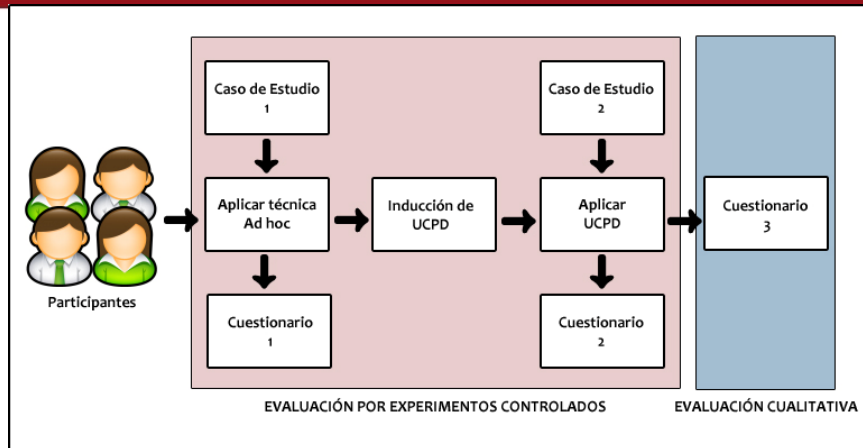 Caso de Estudio
1
Caso de Estudio
2
Participantes
Aplicar técnica
Ad hoc
Inducción de
UCPD
Aplicar
UCPD
Cuestionario
3
Cuestionario
1
Cuestionario
2
EVALUACIÓN POR EXPERIMENTOS CONTROLADOS
EVALUACIÓN CUALITATIVA